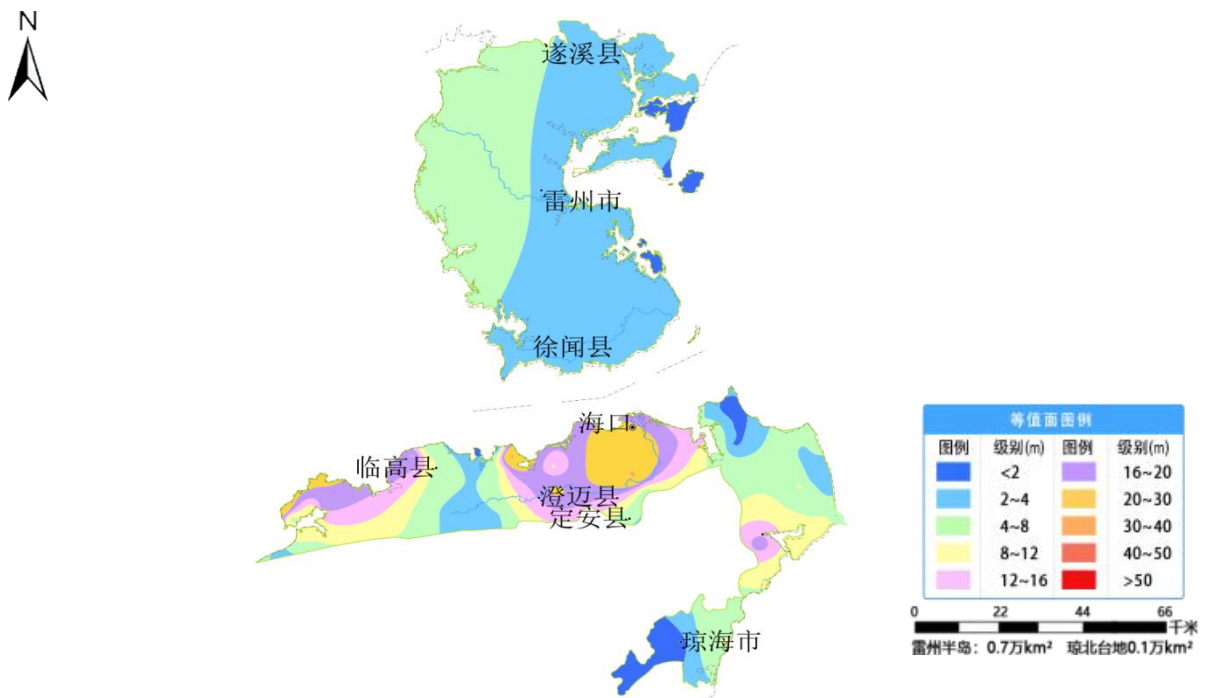 N
遂溪县
雷州市
徐闻县
海口
临高县
澄迈县
定安县
琼海市
等值面图例
图例 级别(m) 图例 级别(m)
<2 16~20
2~4 20~30
4~8 30~40
8~12 40~50
12~16 >50
0 22 44 66
千米
雷州半岛：0.7万km² 琼北台地0.1万km²